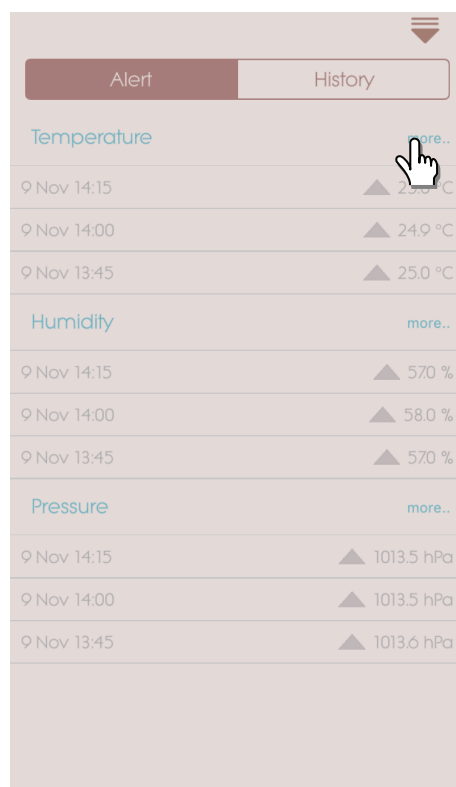 Alert History
Temperature more..
9 Nov 14:15 °C
9 Nov 14:00 24.9 °C
9 Nov 13:45 25.0 °C
Humidity more..
9 Nov 14:15 57.0 %
9 Nov 14:00 58.0 %
9 Nov 13:45 57.0 %
Pressure more..
9 Nov 14:15 1013.5 hPa
9 Nov 14:00 1013.5 hPa
9 Nov 13:45 1013.6 hPa